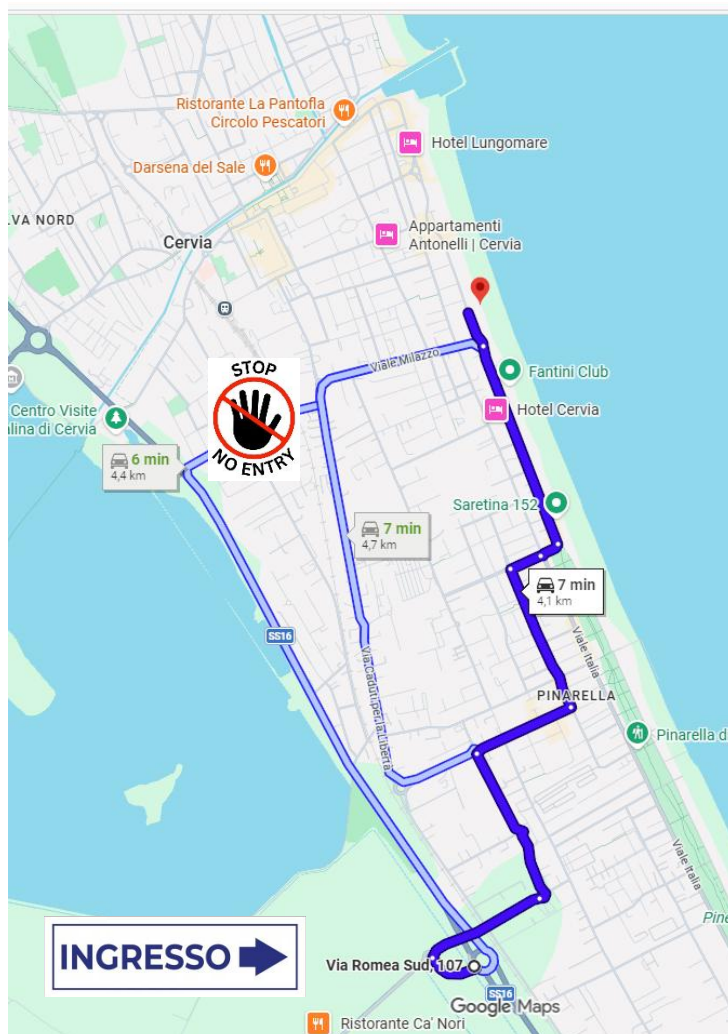 Ristorante La Pantofla
Circolo Pescatori
Hotel Lungomare
Darsena del Sale
LVA NORD
Appartamenti
Antonelli | Cervia
Cervia
Viale Milazzo
STOP
Fantini Club
NO ENTRY
Centro Visite
alina di Cervia
Hotel Cervia
6 min
4,4 km
Saretina 152
7 min
4,7 km
7 min
4,1 km
SS16
Viale Italia
Via Caduti per la Libertà
PINARELLA
Pinarella d
Viale Italia
Pine
INGRESSO
Via Romea Sud, 107
SS16
Google Maps
Ristorante Ca' Nori